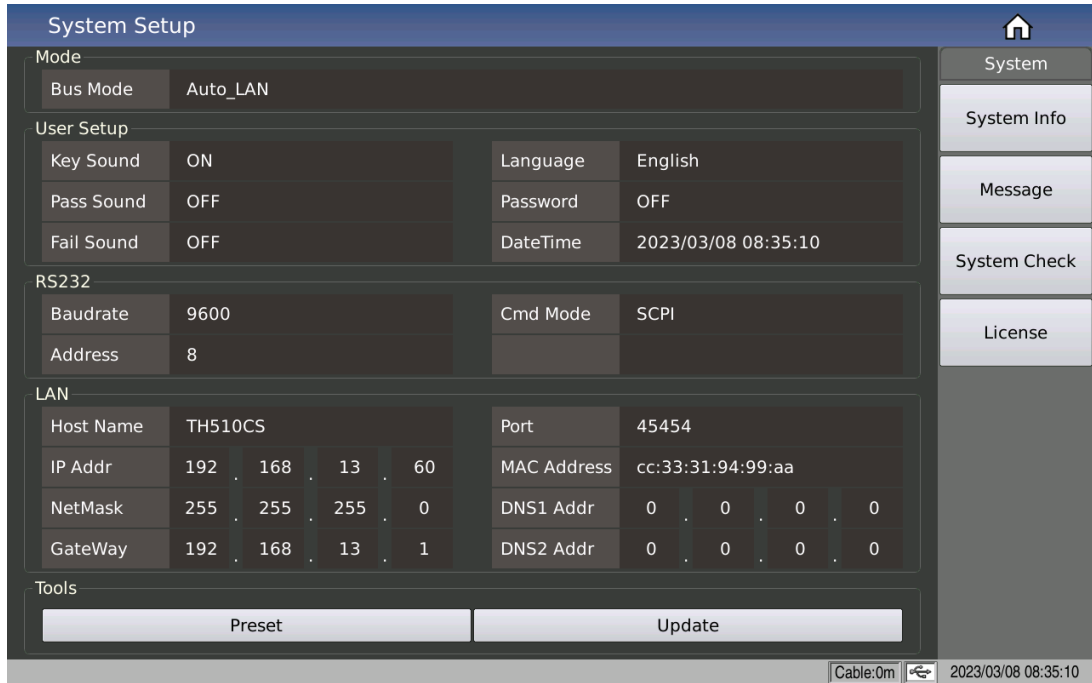 System Setup
System
Mode
Bus Mode Auto_LAN
System Info
User Setup
Key Sound ON Language English
Message
Pass Sound OFF Password OFF
Fail Sound OFF DateTime 2023/03/08 08:35:10
System Check
RS232
Baudrate 9600 Cmd Mode SCPI
License
Address 8
LAN
Host Name TH510CS Port 45454
IP Addr 192 . 168 . 13 . 60 MAC Address cc:33:31:94:99:aa
NetMask 255 . 255 . 255 . 0 DNS1 Addr 0 . 0 . 0 . 0
GateWay 192 . 168 . 13 . 1 DNS2 Addr 0 . 0 . 0 . 0
Tools
Preset Update
Cable:0m 2023/03/08 08:35:10